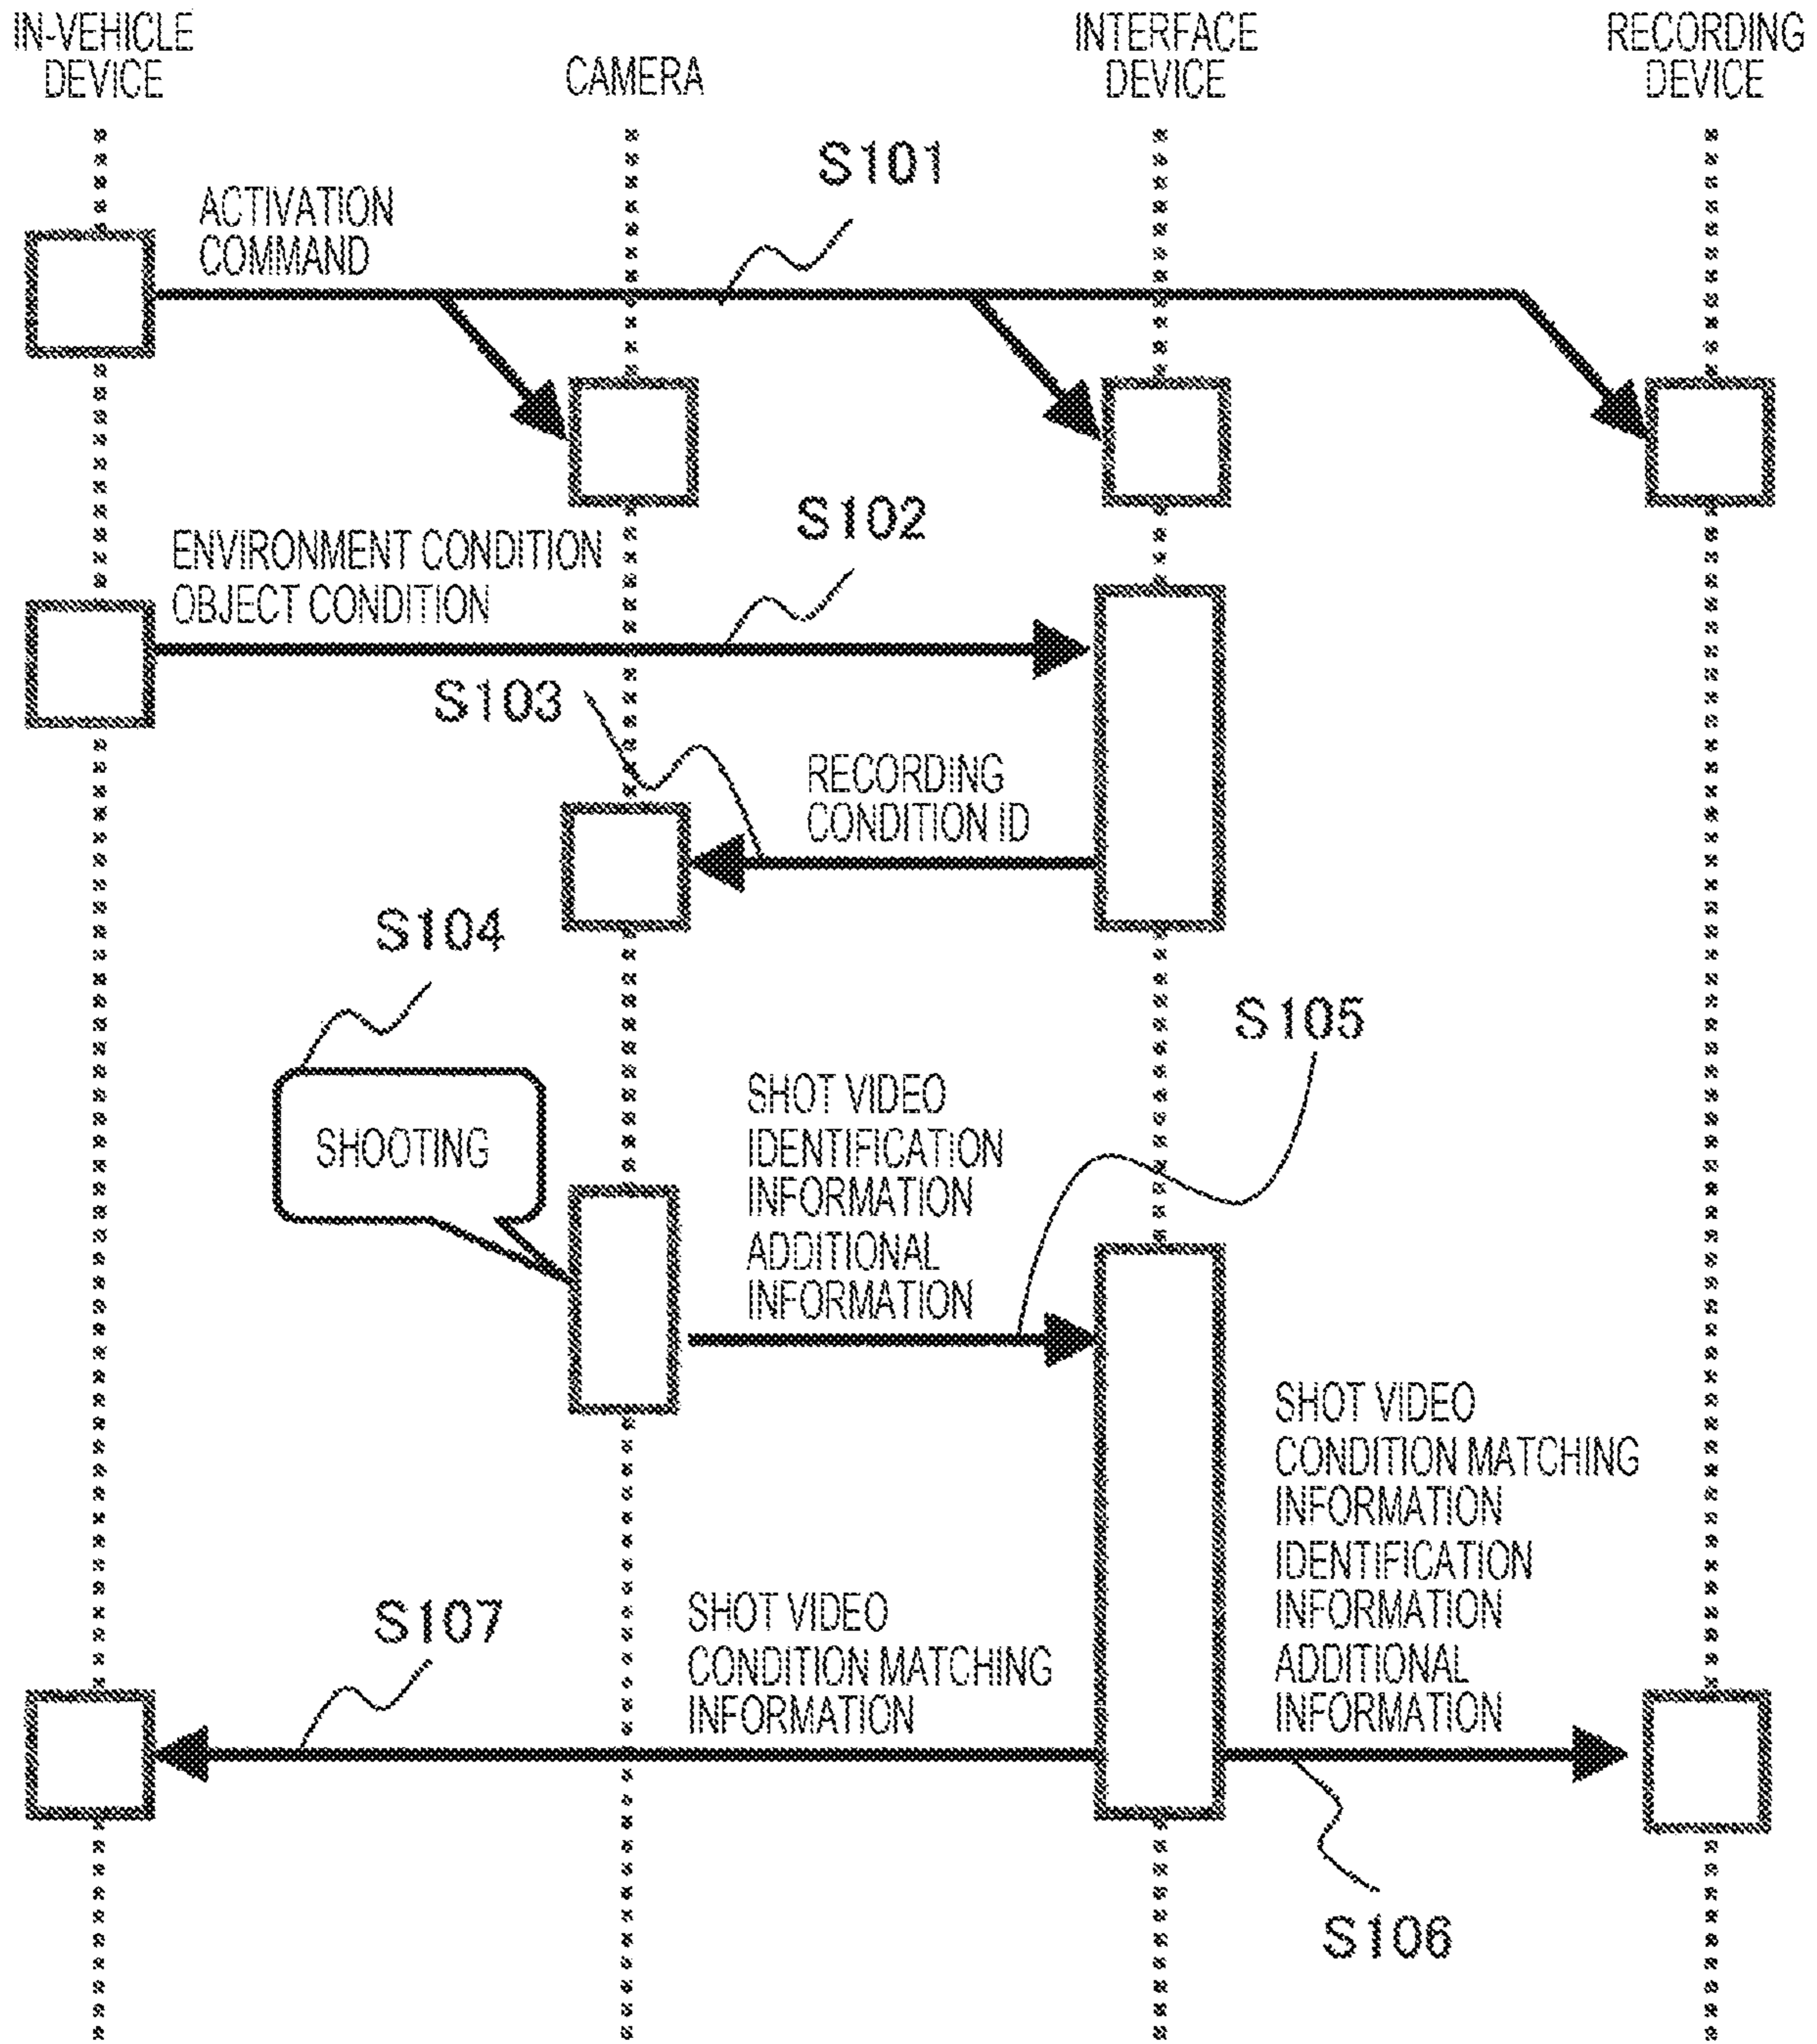 IN-VEHICLE
DEVICE
CAMERA
INTERFACE
DEVICE
RECORDING
DEVICE
S101
ACTIVATION
COMMAND
S102
ENVIRONMENT CONDITION
OBJECT CONDITION
S103
RECORDING
CONDITION ID
S104
SHOOTING
S105
SHOT VIDEO
IDENTIFICATION
INFORMATION
ADDITIONAL
INFORMATION
SHOT VIDEO
CONDITION MATCHING
INFORMATION
IDENTIFICATION
INFORMATION
ADDITIONAL
INFORMATION
S107
SHOT VIDEO
CONDITION MATCHING
INFORMATION
S106